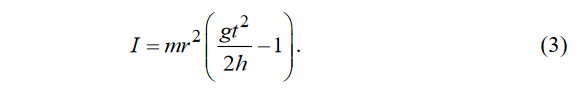 I = mr²(gt²/2h − 1). (3)